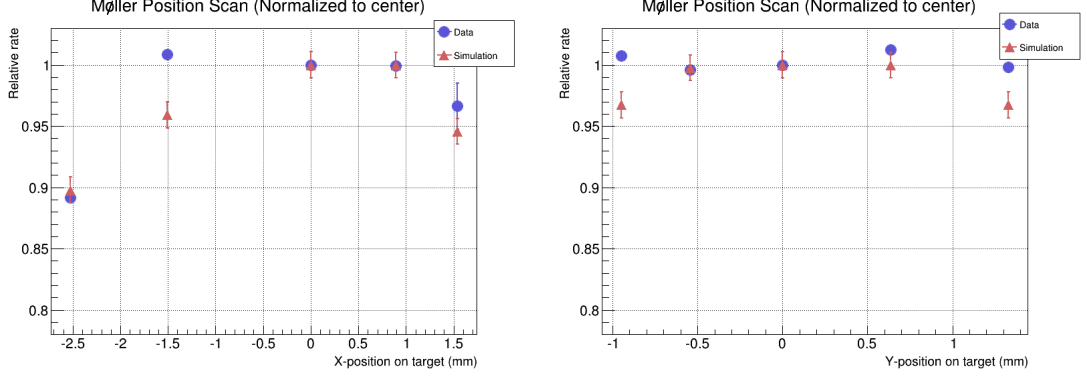 Møller Position Scan (Normalized to center)
Data
Simulation
Relative rate
1
0.95
0.9
0.85
0.8
-2.5 -2 -1.5 -1 -0.5 0 0.5 1 1.5
X-position on target (mm)
Møller Position Scan (Normalized to center)
Data
Simulation
Relative rate
1
0.95
0.9
0.85
0.8
-1 -0.5 0 0.5 1
Y-position on target (mm)